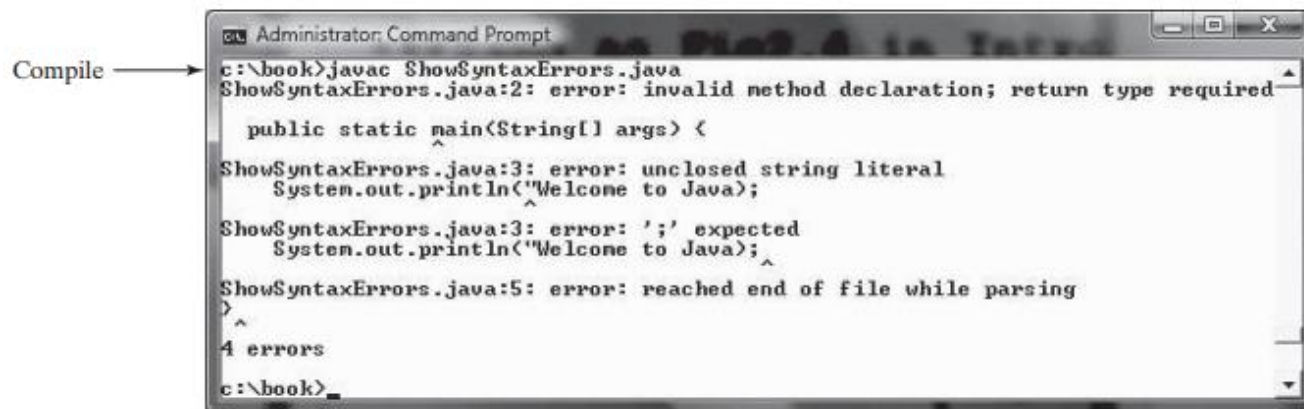 Administrator: Command Prompt
Compile
c:\book>javac ShowSyntaxErrors.java
ShowSyntaxErrors.java:2: error: invalid method declaration; return type required
public static main(String[] args) {
^
ShowSyntaxErrors.java:3: error: unclosed string literal
System.out.println("Welcome to Java);
^
ShowSyntaxErrors.java:3: error: ';' expected
System.out.println("Welcome to Java);
^
ShowSyntaxErrors.java:5: error: reached end of file while parsing
}
^
4 errors
c:\book>